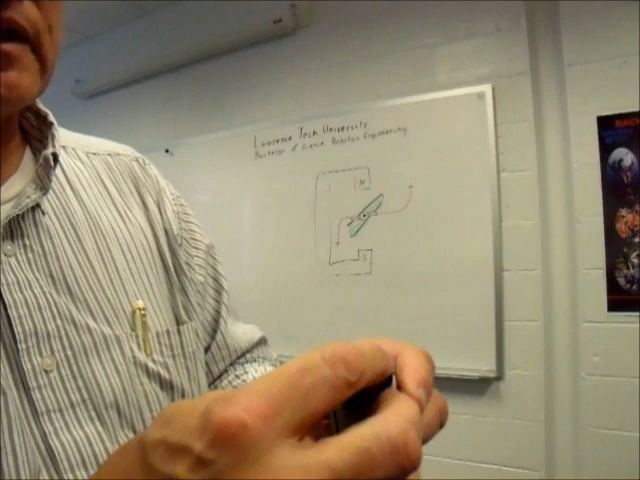 Lawrence Tech University
Bachelor of Science Robotics Engineering
N
S